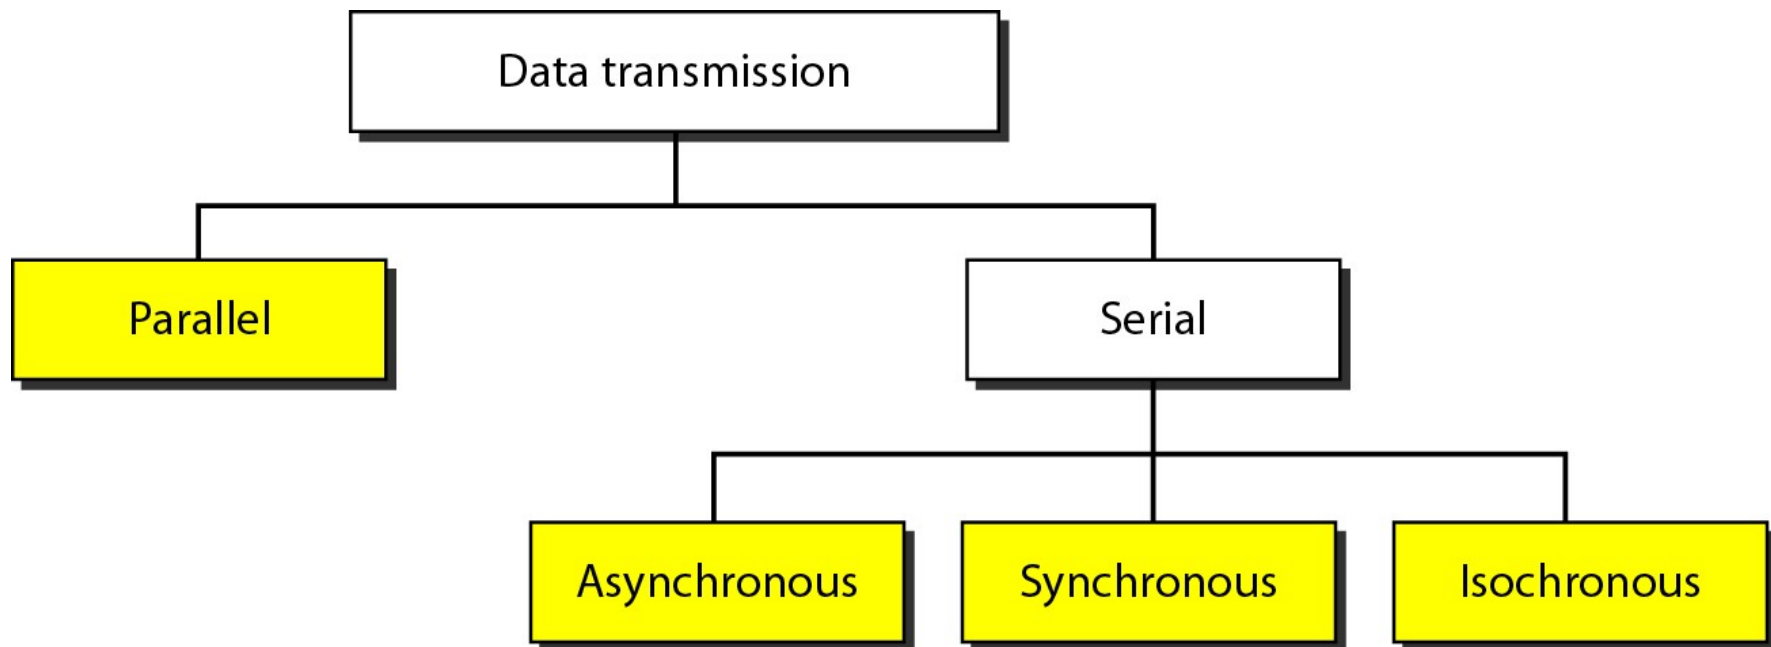 Data transmission
Parallel
Serial
Asynchronous
Synchronous
Isochronous